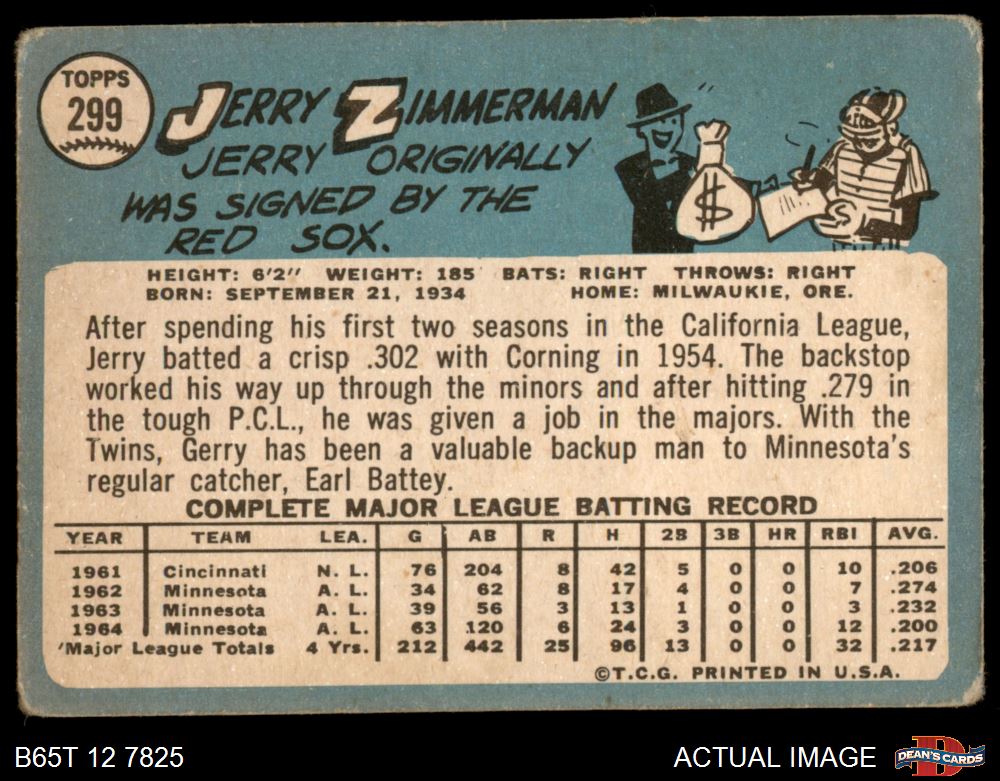 TOPPS
299
JERRY ZIMMERMAN
JERRY ORIGINALLY
WAS SIGNED BY THE
RED SOX.
$
HEIGHT: 6'2" WEIGHT: 185 BATS: RIGHT THROWS: RIGHT
BORN: SEPTEMBER 21, 1934 HOME: MILWAUKIE, ORE.
After spending his first two seasons in the California League,
Jerry batted a crisp .302 with Corning in 1954. The backstop
worked his way up through the minors and after hitting .279 in
the tough P.C.L., he was given a job in the majors. With the
Twins, Gerry has been a valuable backup man to Minnesota's
regular catcher, Earl Battey.
COMPLETE MAJOR LEAGUE BATTING RECORD
YEAR TEAM LEA. G AB R H 2B 3B HR RBI AVG.
1961 Cincinnati N. L. 76 204 8 42 5 0 0 10 .206
1962 Minnesota A. L. 34 62 8 17 4 0 0 7 .274
1963 Minnesota A. L. 39 56 3 13 1 0 0 3 .232
1964 Minnesota A. L. 63 120 6 24 3 0 0 12 .200
Major League Totals 4 Yrs. 212 442 25 96 13 0 0 32 .217
©T.C.G. PRINTED IN U.S.A.
B65T 12 7825
ACTUAL IMAGE
DEAN'S CARDS